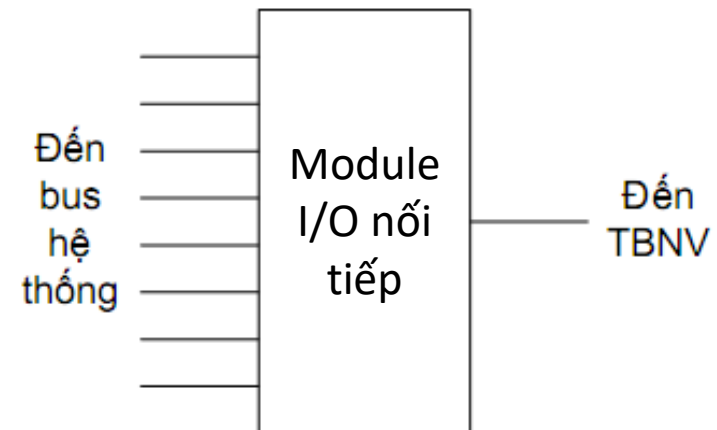 Đến
bus
hệ
thống
Module
I/O nối
tiếp
Đến
TBNV